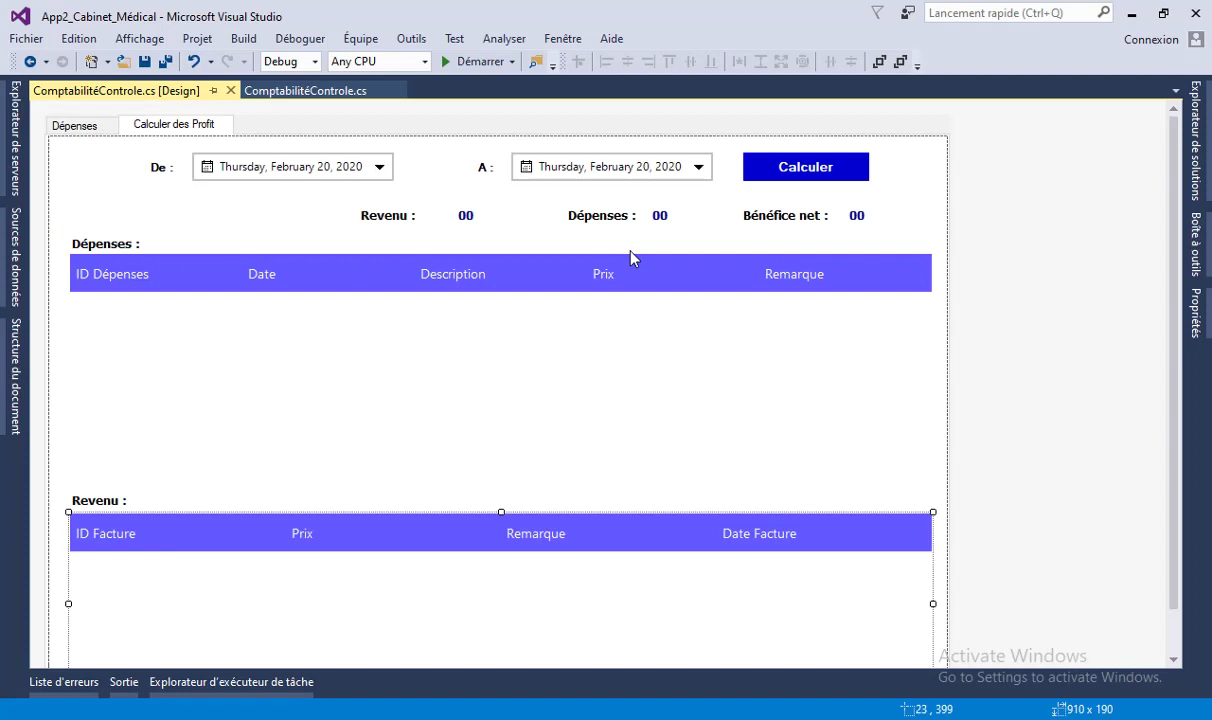 App2_Cabinet_Médical - Microsoft Visual Studio
Lancement rapide (Ctrl+Q)
Fichier Edition Affichage Projet Build Déboguer Équipe Outils Test Analyser Fenêtre Aide
Connexion
Debug Any CPU Démarrer
ComptabilitéControle.cs [Design] ComptabilitéControle.cs
Explorateur de serveurs
Sources de données
Structure du document
Explorateur de solutions
Boîte à outils
Propriétés
Dépenses Calculer des Profit
De : Thursday, February 20, 2020 A : Thursday, February 20, 2020 Calculer
Revenu : 00 Dépenses : 00 Bénéfice net : 00
Dépenses :
ID Dépenses Date Description Prix Remarque
Revenu :
ID Facture Prix Remarque Date Facture
Activate Windows
Go to Settings to activate Windows.
Liste d'erreurs Sortie Explorateur d'exécuteur de tâche
23 , 399 910 x 190